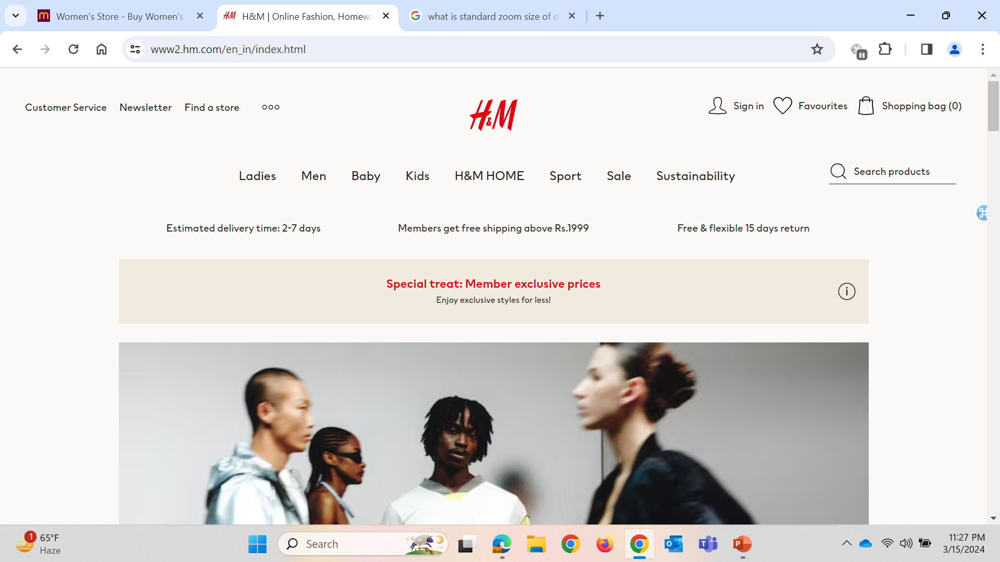 Women's Store - Buy Women's
H&M | Online Fashion, Homewa
what is standard zoom size of d
www2.hm.com/en_in/index.html
Customer Service Newsletter Find a store
H&M
Sign in Favourites Shopping bag (0)
Ladies Men Baby Kids H&M HOME Sport Sale Sustainability
Search products
Estimated delivery time: 2-7 days Members get free shipping above Rs.1999 Free & flexible 15 days return
Special treat: Member exclusive prices
Enjoy exclusive styles for less!
1
65°F
Haze
Search
11:27 PM
3/15/2024